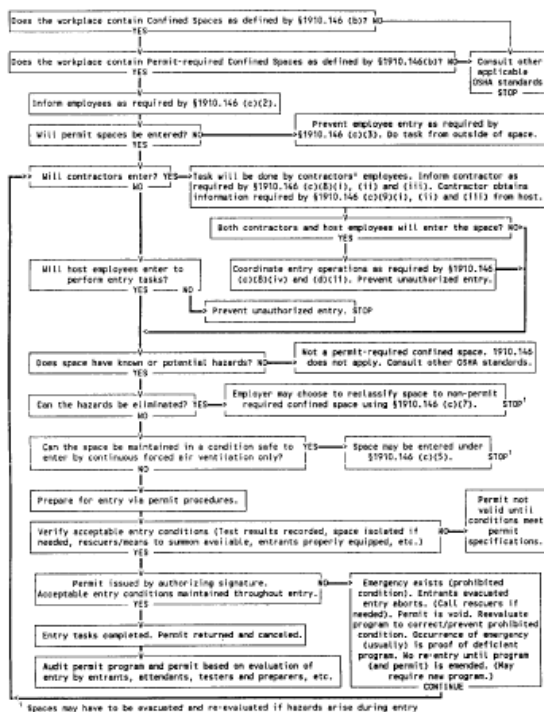 Does the workplace contain Confined Spaces as defined by §1910.146 (b)? NO
YES
Does the workplace contain Permit-required Confined Spaces as defined by §1910.146(b)? NO
YES
Consult other
applicable
OSHA standards
STOP
Inform employees as required by §1910.146 (c)(2).
Will permit spaces be entered? NO
YES
Prevent employee entry as required by
§1910.146 (c)(3). Do task from outside of space.
Will contractors enter? YES
NO
Task will be done by contractors' employees. Inform contractor as
required by §1910.146 (c)(8)(i), (ii) and (iii). Contractor obtains
information required by §1910.146 (c)(9)(i), (ii) and (iii) from host.
Both contractors and host employees will enter the space? NO
YES
Will host employees enter to
perform entry tasks?
YES NO
Coordinate entry operations as required by §1910.146
(c)(8)(iv) and (d)(11). Prevent unauthorized entry.
Prevent unauthorized entry. STOP
Does space have known or potential hazards? NO
YES
Not a permit-required confined space. 1910.146
does not apply. Consult other OSHA standards.
Can the hazards be eliminated? YES
NO
Employer may choose to reclassify space to non-permit
required confined space using §1910.146 (c)(7). STOP¹
Can the space be maintained in a condition safe to YES
enter by continuous forced air ventilation only?
NO
Space may be entered under STOP¹
§1910.146 (c)(5).
Prepare for entry via permit procedures.
Verify acceptable entry conditions (Test results recorded, space isolated if NO
needed, rescuers/means to summon available, entrants properly equipped, etc.)
YES
Permit not
valid until
conditions meet
permit
specifications.
Permit issued by authorizing signature. NO
Acceptable entry conditions maintained throughout entry.
YES
Emergency exists (prohibited
condition). Entrants evacuated
entry aborts. (Call rescuers if
needed). Permit is void. Reevaluate
program to correct/prevent prohibited
condition. Occurrence of emergency
(usually) is proof of deficient
program. No re-entry until program
(and permit) is amended. (May
require new program.)
CONTINUE
Entry tasks completed. Permit returned and canceled.
Audit permit program and permit based on evaluation of
entry by entrants, attendants, testers and preparers, etc.
¹ Spaces may have to be evacuated and re-evaluated if hazards arise during entry